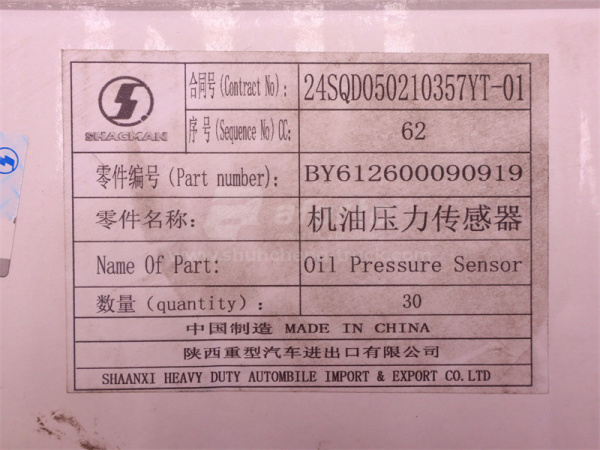 SHACMAN
合同号(Contract No): 24SQD050210357YT-01
序号(Sequence No)CC: 62
零件编号(Part number): BY612600090919
零件名称: 机油压力传感器
Name Of Part: Oil Pressure Sensor
数量(quantity): 30
中国制造 MADE IN CHINA
陕西重型汽车进出口有限公司
SHAANXI HEAVY DUTY AUTOMBILE IMPORT & EXPORT CO.LTD